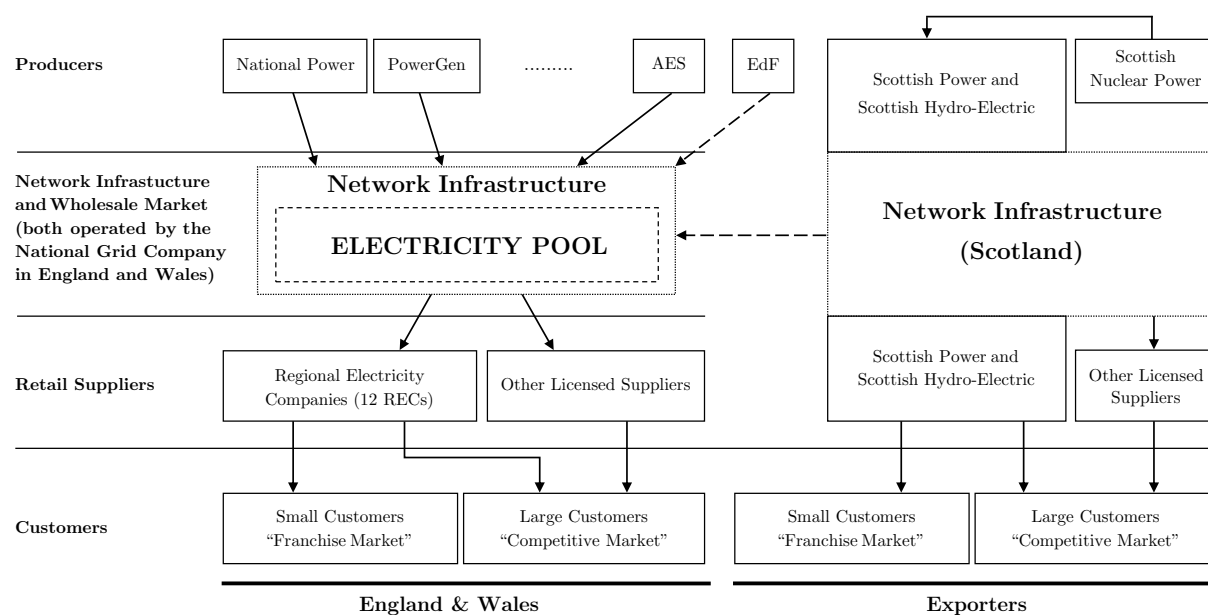 Producers
National Power
PowerGen
.........
AES
EdF
Scottish Power and
Scottish Hydro-Electric
Scottish
Nuclear Power
Network Infrastucture
and Wholesale Market
(both operated by the
National Grid Company
in England and Wales)
Network Infrastructure
ELECTRICITY POOL
Network Infrastructure
(Scotland)
Retail Suppliers
Regional Electricity
Companies (12 RECs)
Other Licensed Suppliers
Scottish Power and
Scottish Hydro-Electric
Other Licensed
Suppliers
Customers
Small Customers
“Franchise Market”
Large Customers
“Competitive Market”
Small Customers
“Franchise Market”
Large Customers
“Competitive Market”
England & Wales
Exporters